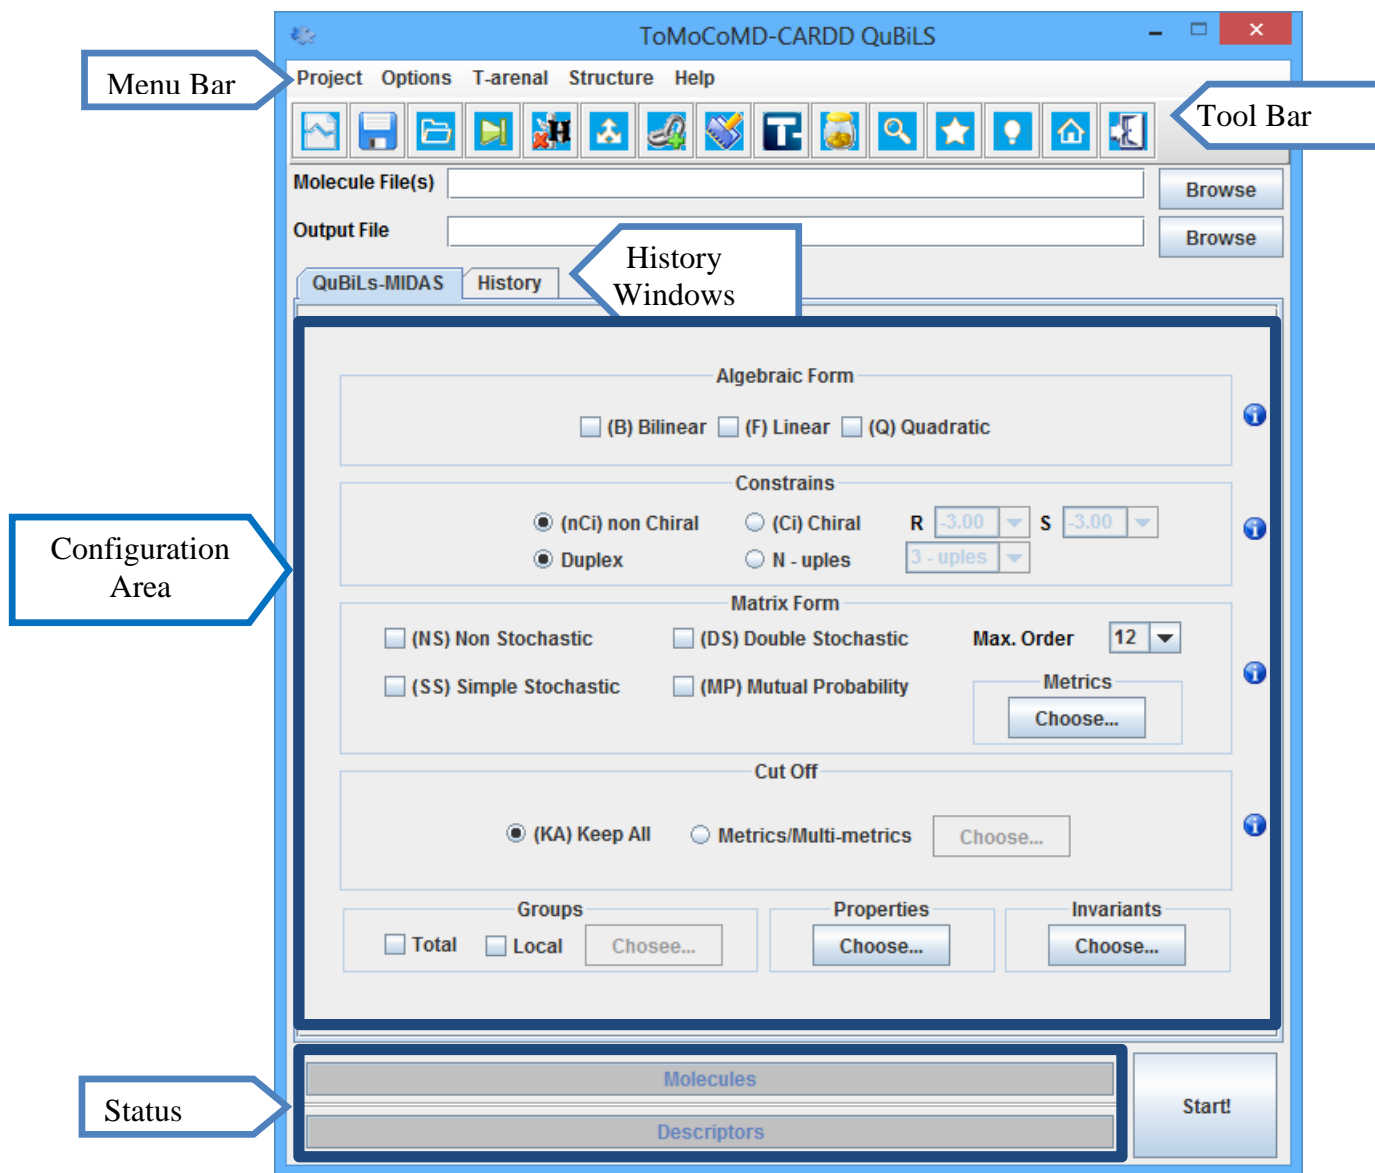 ToMoCoMD-CARDD QuBiLS
Menu Bar
Project Options T-arenal Structure Help
Tool Bar
Molecule File(s)
Browse
Output File
Browse
History
Windows
QuBiLs-MIDAS History
Algebraic Form
(B) Bilinear (F) Linear (Q) Quadratic
Constrains
(nCi) non Chiral (Ci) Chiral R -3.00 S -3.00
Duplex N - uples 3 - uples
Configuration
Area
Matrix Form
(NS) Non Stochastic (DS) Double Stochastic Max. Order 12
(SS) Simple Stochastic (MP) Mutual Probability Metrics
Choose...
Cut Off
(KA) Keep All Metrics/Multi-metrics Choose...
Groups Properties Invariants
Total Local Chosee... Choose... Choose...
Molecules
Status
Descriptors
Start!